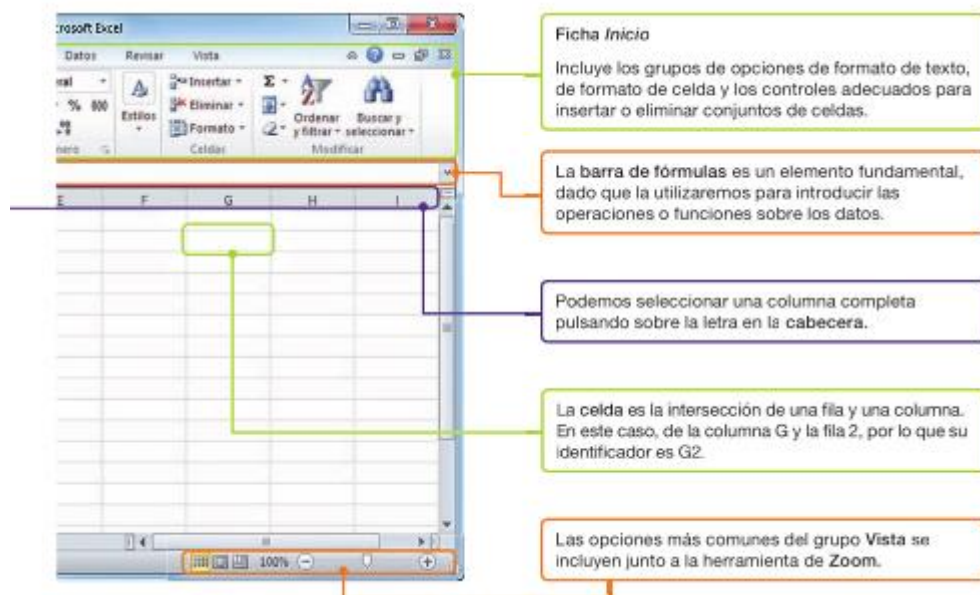 crosoft Excel
Datos Revisar Vista
ral
% 000
Estilos
Insertar
Eliminar
Formato
Celdas
Σ
Ordenar
y filtrar
Buscar y
seleccionar
Modificar
E F G H I
100%
Ficha Inicio
Incluye los grupos de opciones de formato de texto,
de formato de celda y los controles adecuados para
insertar o eliminar conjuntos de celdas.
La barra de fórmulas es un elemento fundamental,
dado que la utilizaremos para introducir las
operaciones o funciones sobre los datos.
Podemos seleccionar una columna completa
pulsando sobre la letra en la cabecera.
La celda es la intersección de una fila y una columna.
En este caso, de la columna G y la fila 2, por lo que su
identificador es G2.
Las opciones más comunes del grupo Vista se
incluyen junto a la herramienta de Zoom.